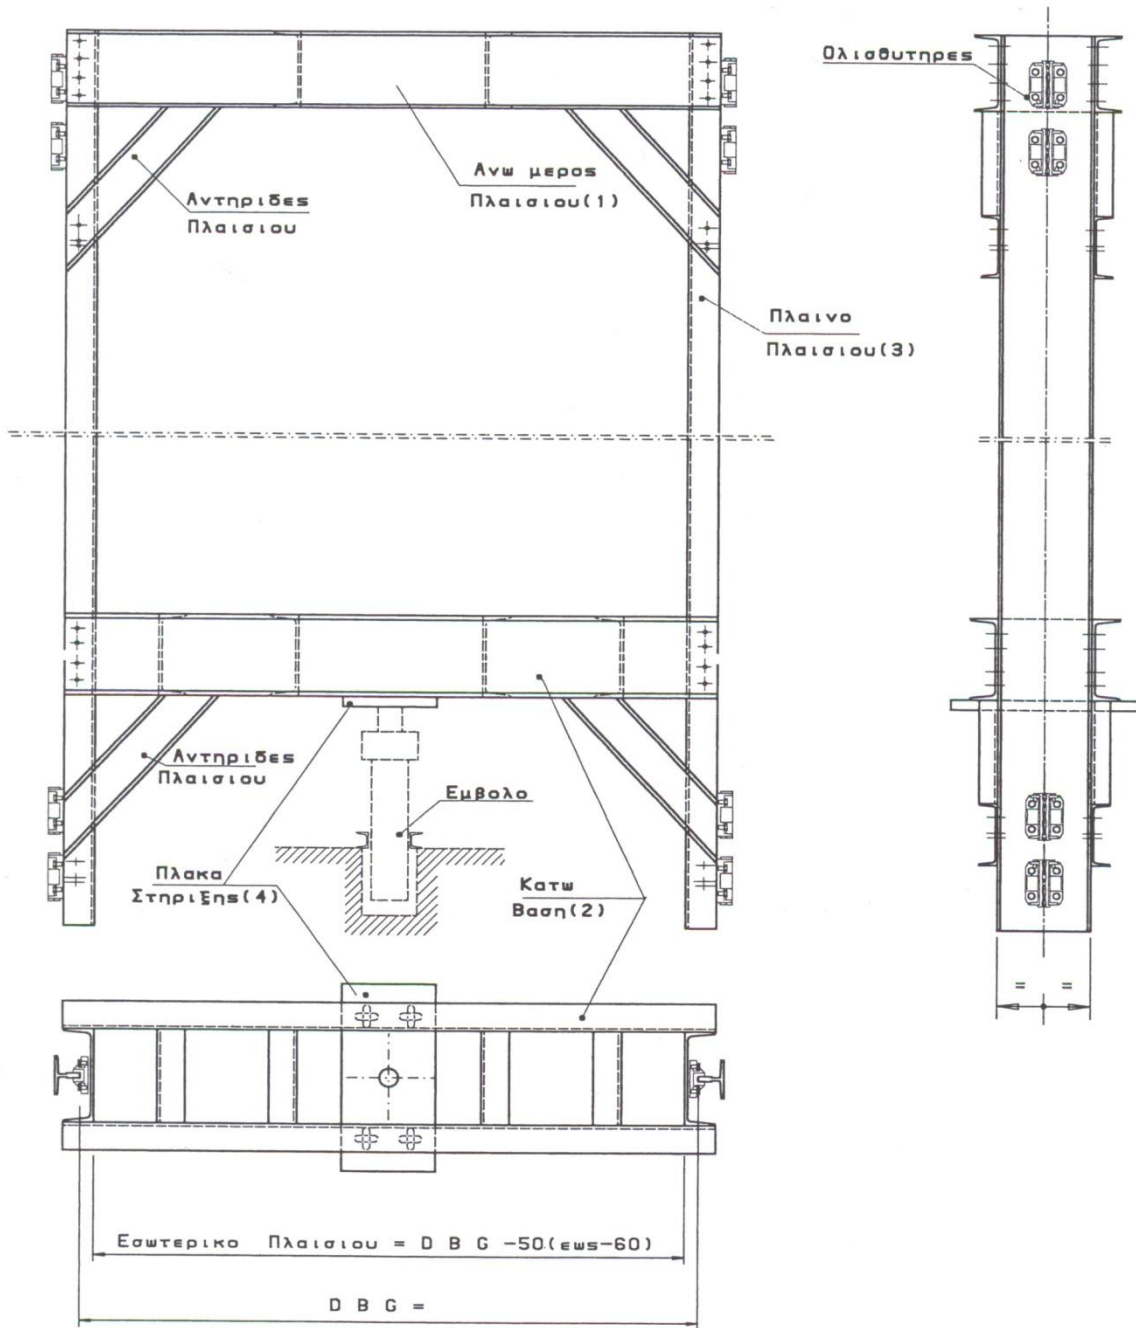 Ολισθυτηρες
Ανω μερος
Πλαισιου(1)
Αντηριδες
Πλαισιου
Πλαινο
Πλαισιου(3)
Αντηριδες
Πλαισιου
Εμβολο
Πλακα
Στηριξης(4)
Κατω
Βαση(2)
= =
Εσωτερικο Πλαισιου = D B G -50(εως-60)
D B G =